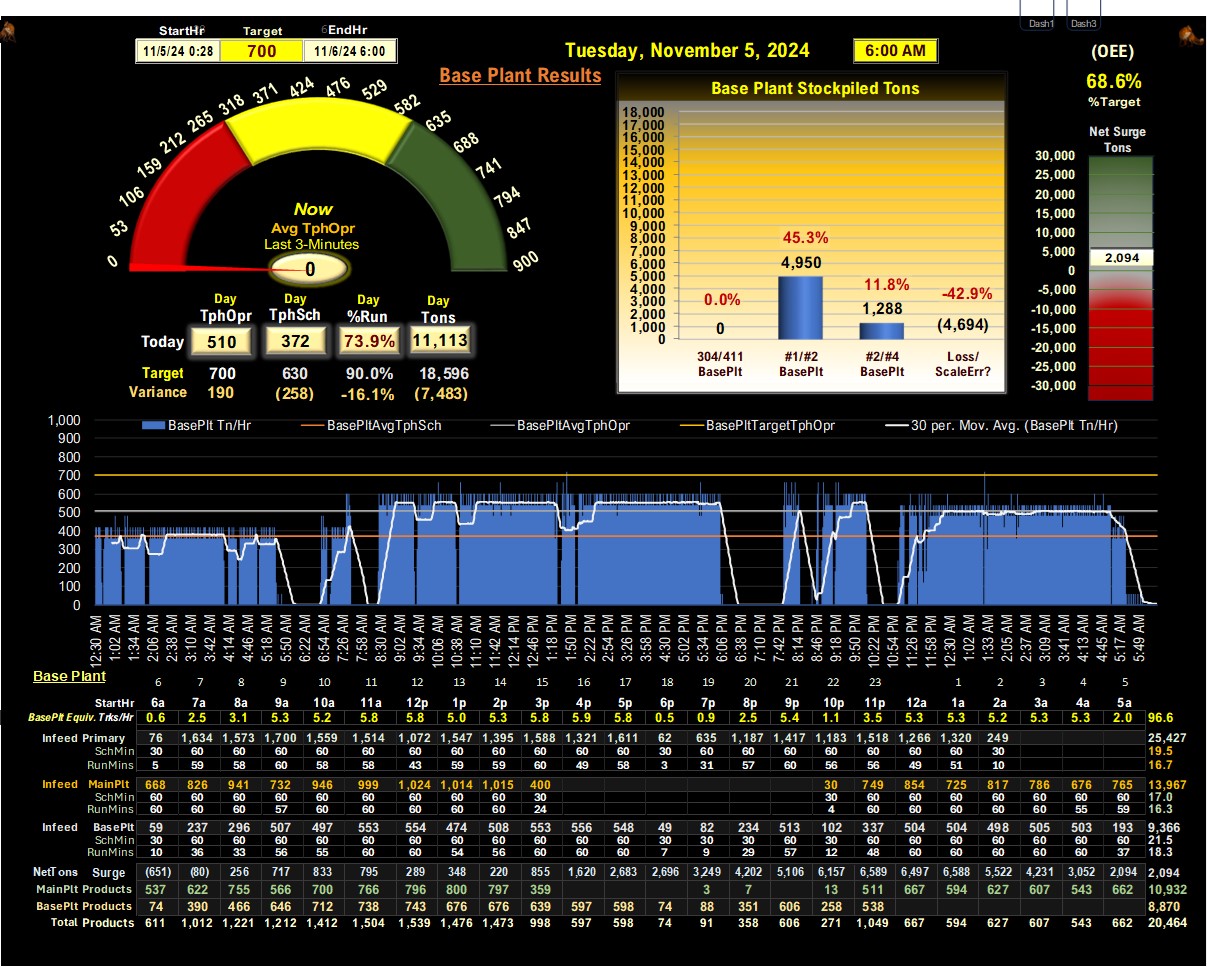 Dash1 Dash3
StartHr Target EndHr
11/5/24 0:28 700 11/6/24 6:00
Tuesday, November 5, 2024 6:00 AM
(OEE)
68.6%
%Target
Base Plant Results
0 53 106 159 212 265 318 371 424 476 529 582 635 688 741 794 847 900
Now
Avg TphOpr
Last 3-Minutes
0
Day Day Day Day
TphOpr TphSch %Run Tons
Today 510 372 73.9% 11,113
Target 700 630 90.0% 18,596
Variance 190 (258) -16.1% (7,483)
Base Plant Stockpiled Tons
18,000
17,000
16,000
15,000
14,000
13,000
12,000
11,000
10,000
9,000
8,000
7,000
6,000
5,000
4,000
3,000
2,000
1,000
0
0.0% 45.3% 11.8% -42.9%
0 4,950 1,288 (4,694)
304/411 #1/#2 #2/#4 Loss/
BasePlt BasePlt BasePlt ScaleErr?
Net Surge
Tons
30,000
25,000
20,000
15,000
10,000
5,000
0
-5,000
-10,000
-15,000
-20,000
-25,000
-30,000
2,094
BasePlt Tn/Hr BasePltAvgTphSch BasePltAvgTphOpr BasePltTargetTphOpr 30 per. Mov. Avg. (BasePlt Tn/Hr)
1,000
900
800
700
600
500
400
300
200
100
0
12:30 AM 1:02 AM 1:34 AM 2:06 AM 2:38 AM 3:10 AM 3:42 AM 4:14 AM 4:46 AM 5:18 AM 5:50 AM 6:22 AM 6:54 AM 7:26 AM 7:58 AM 8:30 AM 9:02 AM 9:34 AM 10:06 AM 10:38 AM 11:10 AM 11:42 AM 12:14 PM 12:46 PM 1:18 PM 1:50 PM 2:22 PM 2:54 PM 3:26 PM 3:58 PM 4:30 PM 5:02 PM 5:34 PM 6:06 PM 6:38 PM 7:10 PM 7:42 PM 8:14 PM 8:46 PM 9:18 PM 9:50 PM 10:22 PM 10:54 PM 11:26 PM 11:58 PM 12:30 AM 1:01 AM 1:33 AM 2:05 AM 2:37 AM 3:09 AM 3:41 AM 4:13 AM 4:45 AM 5:17 AM 5:49 AM
Base Plant
6 7 8 9 10 11 12 13 14 15 16 17 18 19 20 21 22 23 1 2 3 4 5
StartHr 6a 7a 8a 9a 10a 11a 12p 1p 2p 3p 4p 5p 6p 7p 8p 9p 10p 11p 12a 1a 2a 3a 4a 5a
BasePlt Equiv. Trks/Hr 0.6 2.5 3.1 5.3 5.2 5.8 5.8 5.0 5.3 5.8 5.9 5.8 0.5 0.9 2.5 5.4 1.1 3.5 5.3 5.3 5.2 5.3 5.3 2.0 96.6
Infeed Primary 76 1,634 1,573 1,700 1,559 1,514 1,072 1,547 1,395 1,588 1,321 1,611 62 635 1,187 1,417 1,183 1,518 1,266 1,320 249 25,427
SchMin 30 60 60 60 60 60 60 60 60 60 60 60 30 30 60 60 60 60 60 60 30 19.5
RunMins 5 59 58 60 58 58 43 59 59 60 49 58 3 31 57 60 56 56 49 51 10 16.7
Infeed MainPlt 668 826 941 732 946 999 1,024 1,014 1,015 400 30 749 854 725 817 786 676 765 13,967
SchMin 60 60 60 60 60 60 60 60 60 30 30 60 60 60 60 60 60 60 17.0
RunMins 60 60 60 57 60 60 60 60 60 24 4 60 60 60 60 60 55 59 16.3
Infeed BasePlt 59 237 296 507 497 553 554 474 508 553 556 548 49 82 234 513 102 337 504 504 498 505 503 193 9,366
SchMin 30 60 60 60 60 60 60 60 60 60 60 60 30 30 30 60 30 60 60 60 60 60 60 60 21.5
RunMins 10 36 33 56 55 60 60 54 56 60 60 60 7 9 29 57 12 48 60 60 60 60 60 37 18.3
NetTons Surge (651) (80) 256 717 833 795 289 348 220 855 1,620 2,683 2,696 3,249 4,202 5,106 6,157 6,589 6,497 6,588 5,522 4,231 3,052 2,094 2,094
MainPlt Products 537 622 755 566 700 766 796 800 797 359 3 7 13 511 667 594 627 607 543 662 10,932
BasePlt Products 74 390 466 646 712 738 743 676 676 639 597 598 74 88 351 606 258 538 8,870
Total Products 611 1,012 1,221 1,212 1,412 1,504 1,539 1,476 1,473 998 597 598 74 91 358 606 271 1,049 667 594 627 607 543 662 20,464